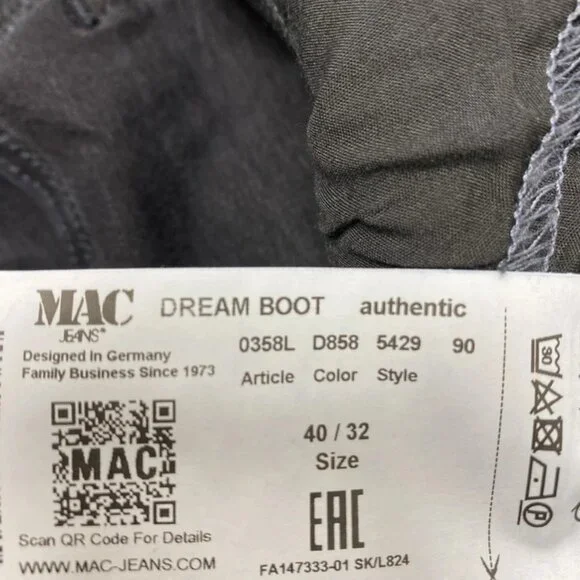 MAC
JEANS
DREAM BOOT authentic
0358L D858 5429 90
Article Color Style
Designed in Germany
Family Business Since 1973
MAC
40 / 32
Size
EAC
Scan QR Code For Details
WWW.MAC-JEANS.COM
FA147333-01 SK/L824
P